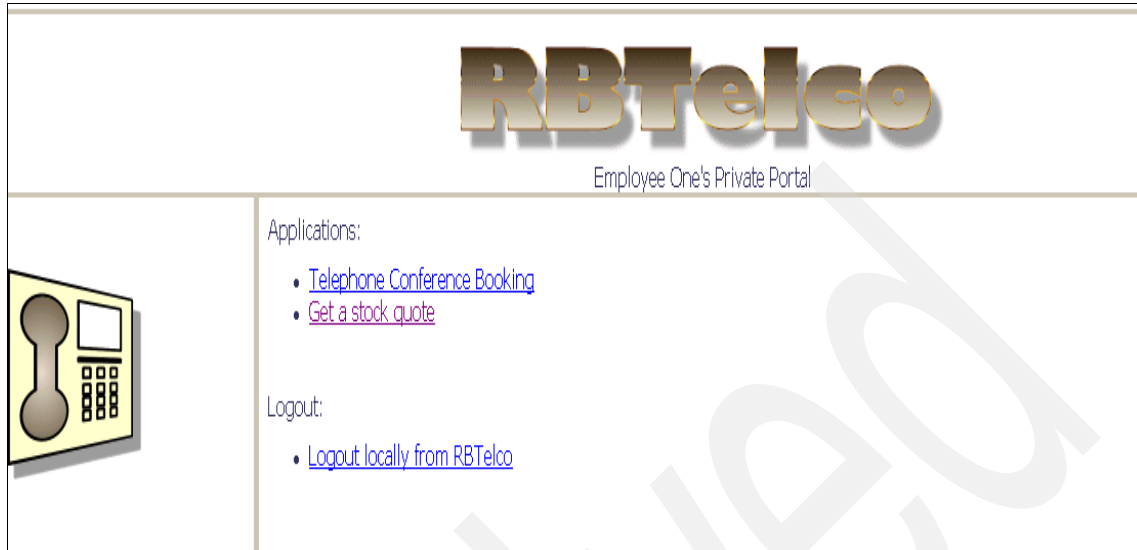 RBTelco
Employee One's Private Portal
Applications:
• Telephone Conference Booking
• Get a stock quote
Logout:
• Logout locally from RBTelco